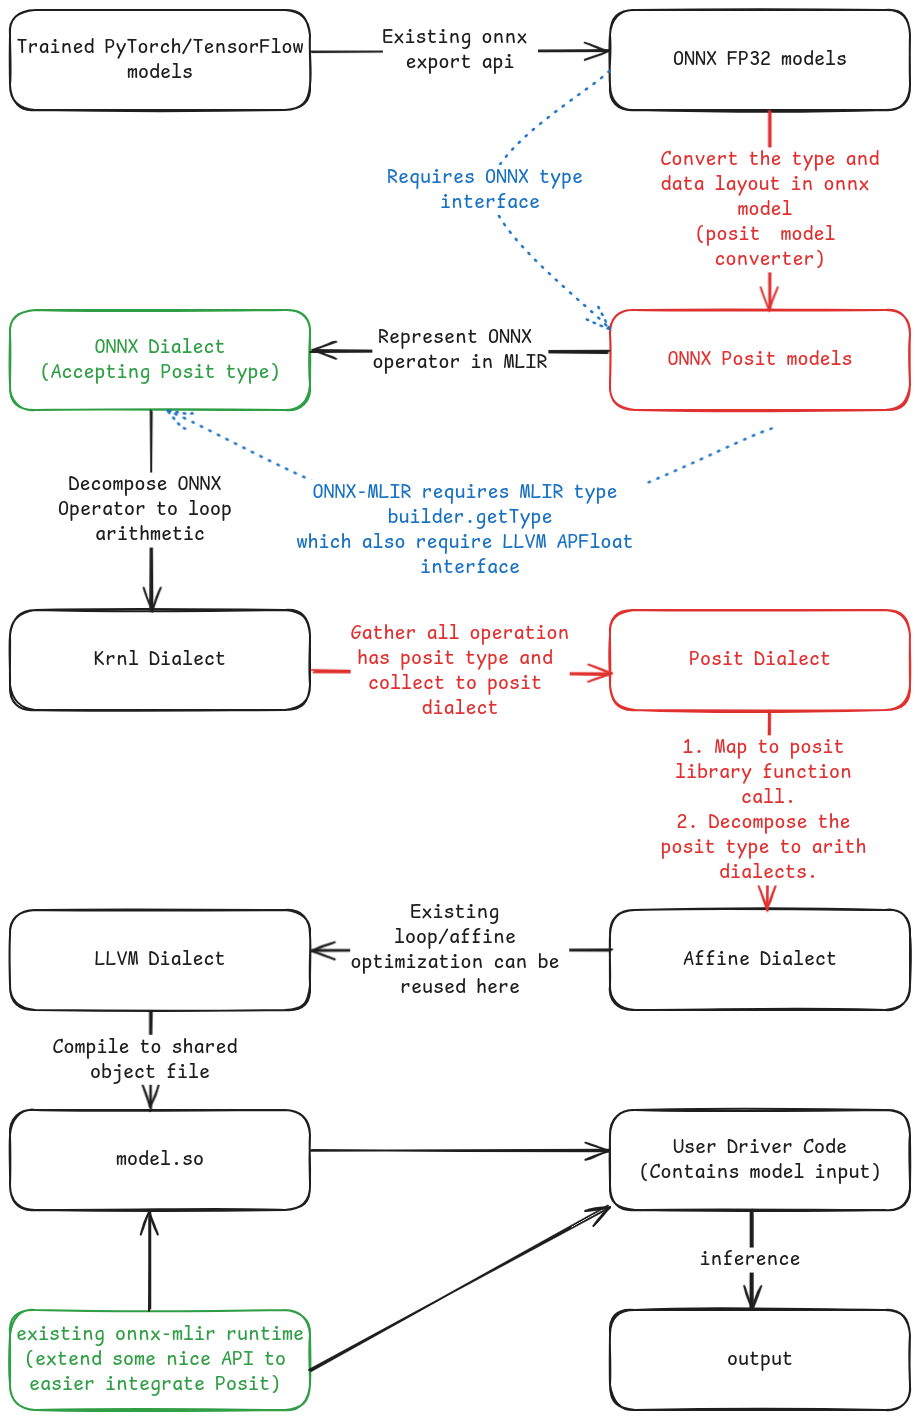 Trained PyTorch/TensorFlow
models
Existing onnx
export api
ONNX FP32 models
Requires ONNX type
interface
Convert the type and
data layout in onnx
model
(posit model
converter)
ONNX Dialect
(Accepting Posit type)
Represent ONNX
operator in MLIR
ONNX Posit models
Decompose ONNX
Operator to loop
arithmetic
ONNX-MLIR requires MLIR type
builder.getType
which also require LLVM APFloat
interface
Krnl Dialect
Gather all operation
has posit type and
collect to posit
dialect
Posit Dialect
1. Map to posit
library function
call.
2. Decompose the
posit type to arith
dialects.
LLVM Dialect
Existing
loop/affine
optimization can be
reused here
Affine Dialect
Compile to shared
object file
model.so
User Driver Code
(Contains model input)
inference
existing onnx-mlir runtime
(extend some nice API to
easier integrate Posit)
output